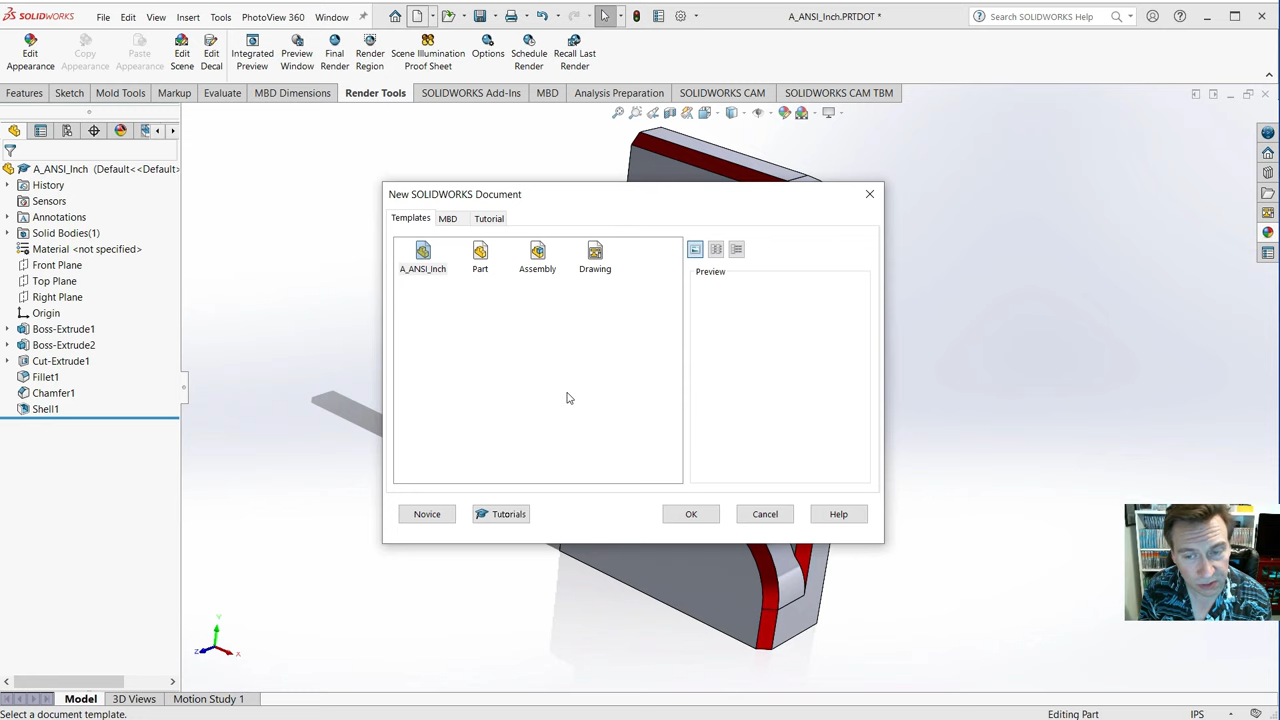 SOLIDWORKS File Edit View Insert Tools PhotoView 360 Window A_ANSI_Inch.PRTDOT * Search SOLIDWORKS Help
Edit Appearance Copy Appearance Paste Appearance Edit Scene Edit Decal Integrated Preview Preview Window Final Render Render Region Scene Illumination Proof Sheet Options Schedule Render Recall Last Render
Features Sketch Mold Tools Markup Evaluate MBD Dimensions Render Tools SOLIDWORKS Add-Ins MBD Analysis Preparation SOLIDWORKS CAM SOLIDWORKS CAM TBM
A_ANSI_Inch (Default<<Default>
History
Sensors
Annotations
Solid Bodies(1)
Material <not specified>
Front Plane
Top Plane
Right Plane
Origin
Boss-Extrude1
Boss-Extrude2
Cut-Extrude1
Fillet1
Chamfer1
Shell1
New SOLIDWORKS Document
Templates MBD Tutorial
A_ANSI_Inch Part Assembly Drawing
Preview
Novice Tutorials OK Cancel Help
Y
Z X
Model 3D Views Motion Study 1
Select a document template. Editing Part IPS